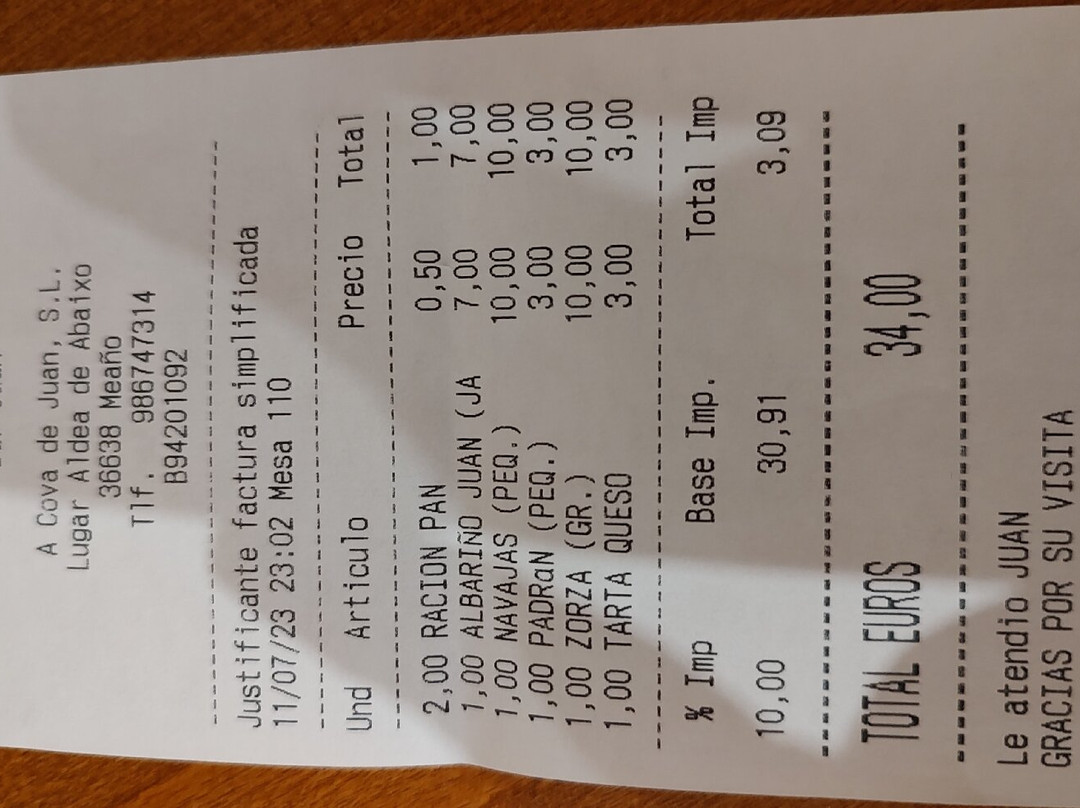 A Cova de Juan, S.L.
Lugar Aldea de Abaixo
36638 Meaño
Tlf. 986747314
B94201092
Justificante factura simplificada
11/07/23 23:02 Mesa 110
Und Articulo Precio Total
2,00 RACION PAN 0,50 1,00
1,00 ALBARIÑO JUAN (JA 7,00 7,00
1,00 NAVAJAS (PEQ.) 10,00 10,00
1,00 PADRαN (PEQ.) 3,00 3,00
1,00 ZORZA (GR.) 10,00 10,00
1,00 TARTA QUESO 3,00 3,00
% Imp Base Imp. Total Imp
10,00 30,91 3,09
TOTAL EUROS 34,00
Le atendio JUAN
GRACIAS POR SU VISITA